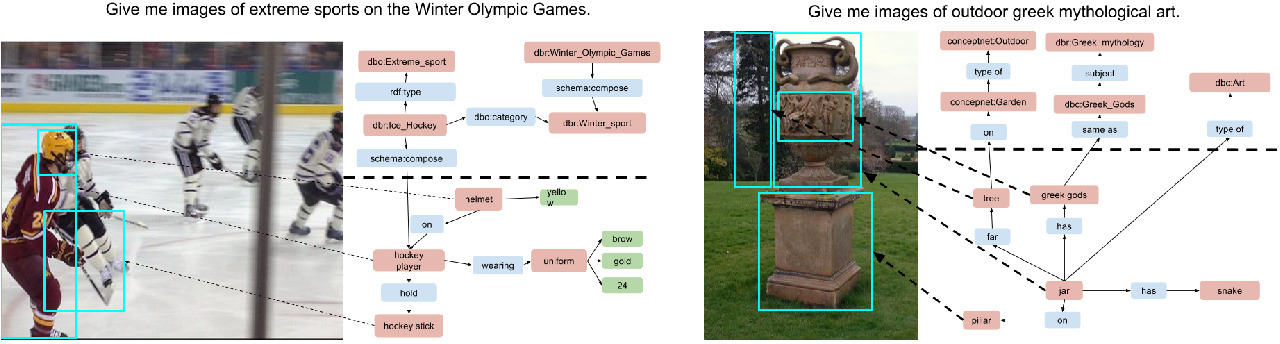 Give me images of extreme sports on the Winter Olympic Games.
dbo:Extreme_sport
dbr:Winter_Olympic_Games
rdf:type
schema:compose
dbr:Ice_Hockey
dbo:category
dbr:Winter_sport
schema:compose
helmet
yello
w
on
hockey
player
wearing
uniform
brow
gold
24
hold
hockey stick
Give me images of outdoor greek mythological art.
conceptnet:Outdoor
dbr:Greek_mythology
type of
subject
dbc:Art
concepnet:Garden
dbc:Greek_Gods
on
same as
type of
tree
greek gods
far
has
jar
has
snake
pillar
on